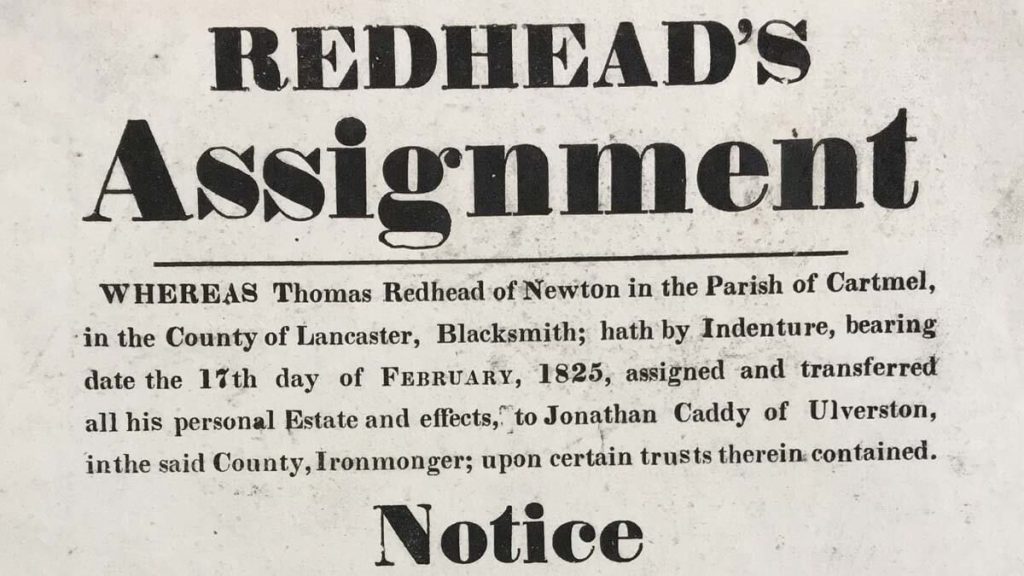 REDHEAD'S
Assignment
WHEREAS Thomas Redhead of Newton in the Parish of Cartmel,
in the County of Lancaster, Blacksmith; hath by Indenture, bearing
date the 17th day of FEBRUARY, 1825, assigned and transferred
all his personal Estate and effects, to Jonathan Caddy of Ulverston,
inthe said County, Ironmonger; upon certain trusts therein contained.
Notice